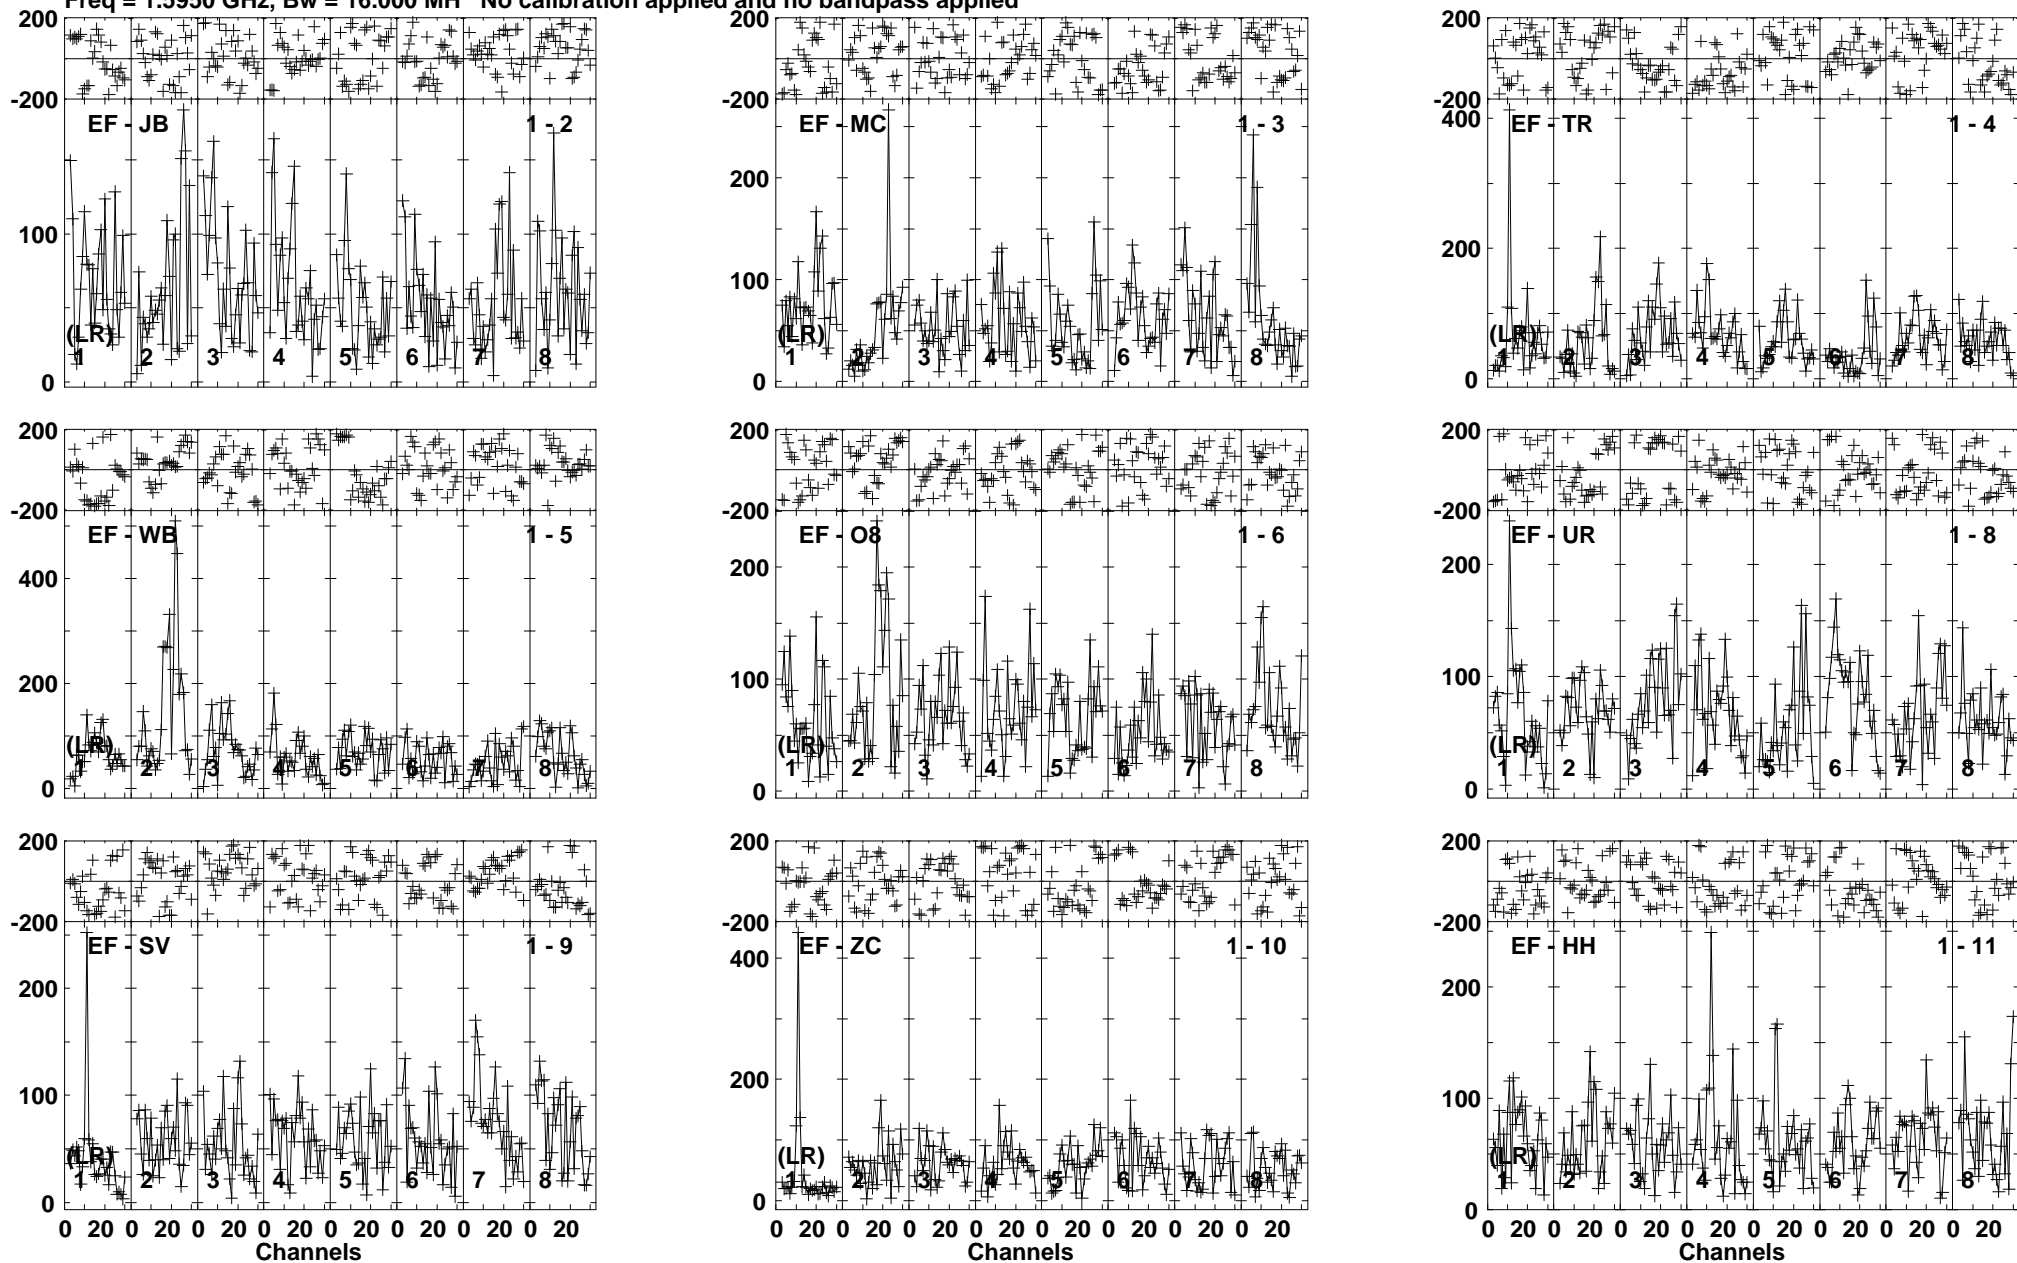 Freq = 1.5950 GHz, Bw = 16.000 MH No calibration applied and no bandpass applied
200 200 200
-200 -200 -200
EF - JB 1 - 2 EF - MC 1 - 3 EF - TR 1 - 4
400
200
200
100
100
(LR) (LR) (LR)
1 2 3 4 5 6 7 8 1 2 3 4 5 6 7 8 1 2 3 4 5 6 7 8
0 0 0
200 200 200
-200 -200 -200
EF - WB 1 - 5 EF - O8 1 - 6 EF - UR 1 - 8
400 200 200
200 100 100
(LR) (LR) (LR)
1 2 3 4 5 6 7 8 1 2 3 4 5 6 7 8 1 2 3 4 5 6 7 8
0 0 0
200 200 200
-200 -200 -200
EF - SV 1 - 9 EF - ZC 1 - 10 EF - HH 1 - 11
200 400 200
100 200 100
(LR) (LR) (LR)
1 2 3 4 5 6 7 8 1 2 3 4 5 6 7 8 1 2 3 4 5 6 7 8
0 0 0
0 20 0 20 0 20 0 20 0 20 0 20 0 20 0 20 0 20 0 20 0 20 0 20 0 20 0 20 0 20 0 20 0 20 0 20 0 20 0 20 0 20 0 20 0 20 0 20
Channels Channels Channels